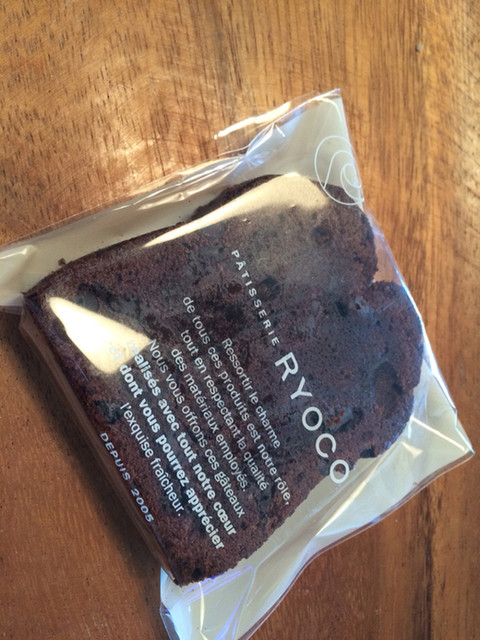 PÂTISSERIE RYOCO
Ressortir le charme
de tous ces produits est notre rôle,
tout en respectant la qualité
des matériaux employés.
Nous vous offrons ces gâteaux
réalisés avec tout notre cœur
dont vous pourrez apprécier
l'exquise fraîcheur.
DEPUIS 2005